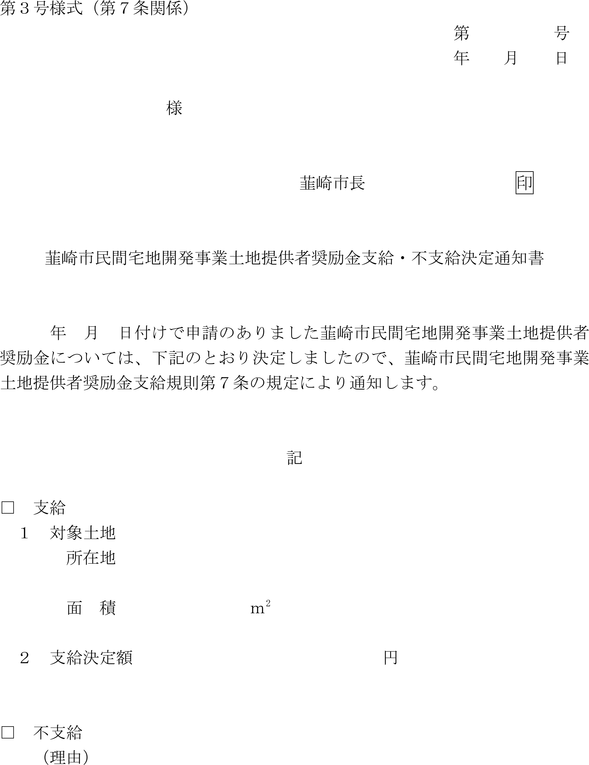 第３号様式（第７条関係）
第　　　　　号
年　　月　　日
様
韮崎市長　　　　　　　　　印
韮崎市民間宅地開発事業土地提供者奨励金支給・不支給決定通知書
年　月　日付けで申請のありました韮崎市民間宅地開発事業土地提供者
奨励金については、下記のとおり決定しましたので、韮崎市民間宅地開発事業
土地提供者奨励金支給規則第７条の規定により通知します。
記
□　支給
１　対象土地
所在地
面　積　　　　　　　　㎡
２　支給決定額　　　　　　　　　　　　　　　円
□　不支給
（理由）